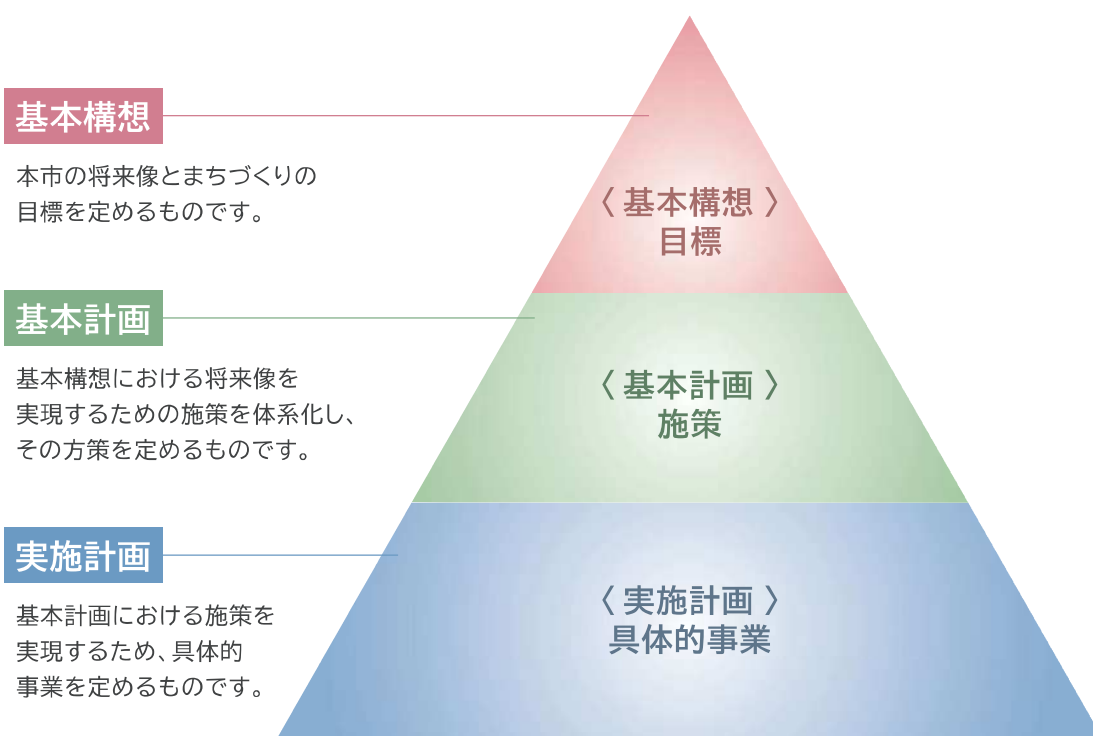 基本構想
本市の将来像とまちづくりの
目標を定めるものです。
〈 基本構想 〉
目標
基本計画
基本構想における将来像を
実現するための施策を体系化し、
その方策を定めるものです。
〈 基本計画 〉
施策
実施計画
基本計画における施策を
実現するため、具体的
事業を定めるものです。
〈 実施計画 〉
具体的事業